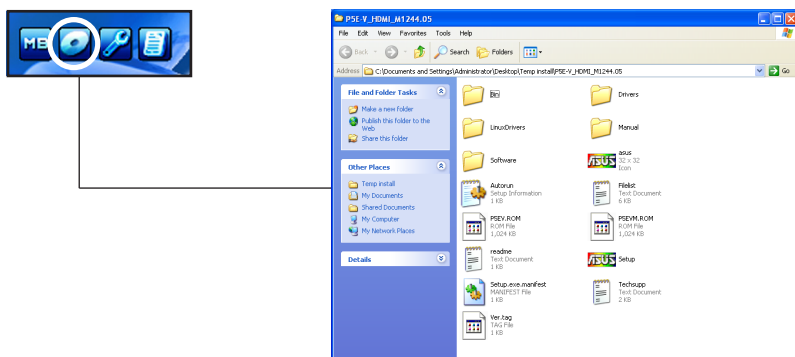 MB
P5E-V_HDMI_M1244.05
File Edit View Favorites Tools Help
Back Search Folders
Address C:\Documents and Settings\Administrator\Desktop\Temp install\P5E-V_HDMI_M1244.05 Go
File and Folder Tasks
Make a new folder
Publish this folder to the
Web
Share this folder
Other Places
Temp install
My Documents
Shared Documents
My Computer
My Network Places
Details
Bin
Drivers
LinuxDrivers
Manual
Software
ASUS
asus
32 x 32
Icon
Autorun
Setup Information
1 KB
Filelist
Text Document
6 KB
P5EV.ROM
ROM File
1,024 KB
P5EVM.ROM
ROM File
1,024 KB
readme
Text Document
1 KB
ASUS
Setup
Setup.exe.manifest
MANIFEST File
1 KB
Techsupp
Text Document
2 KB
Ver.tag
TAG File
1 KB